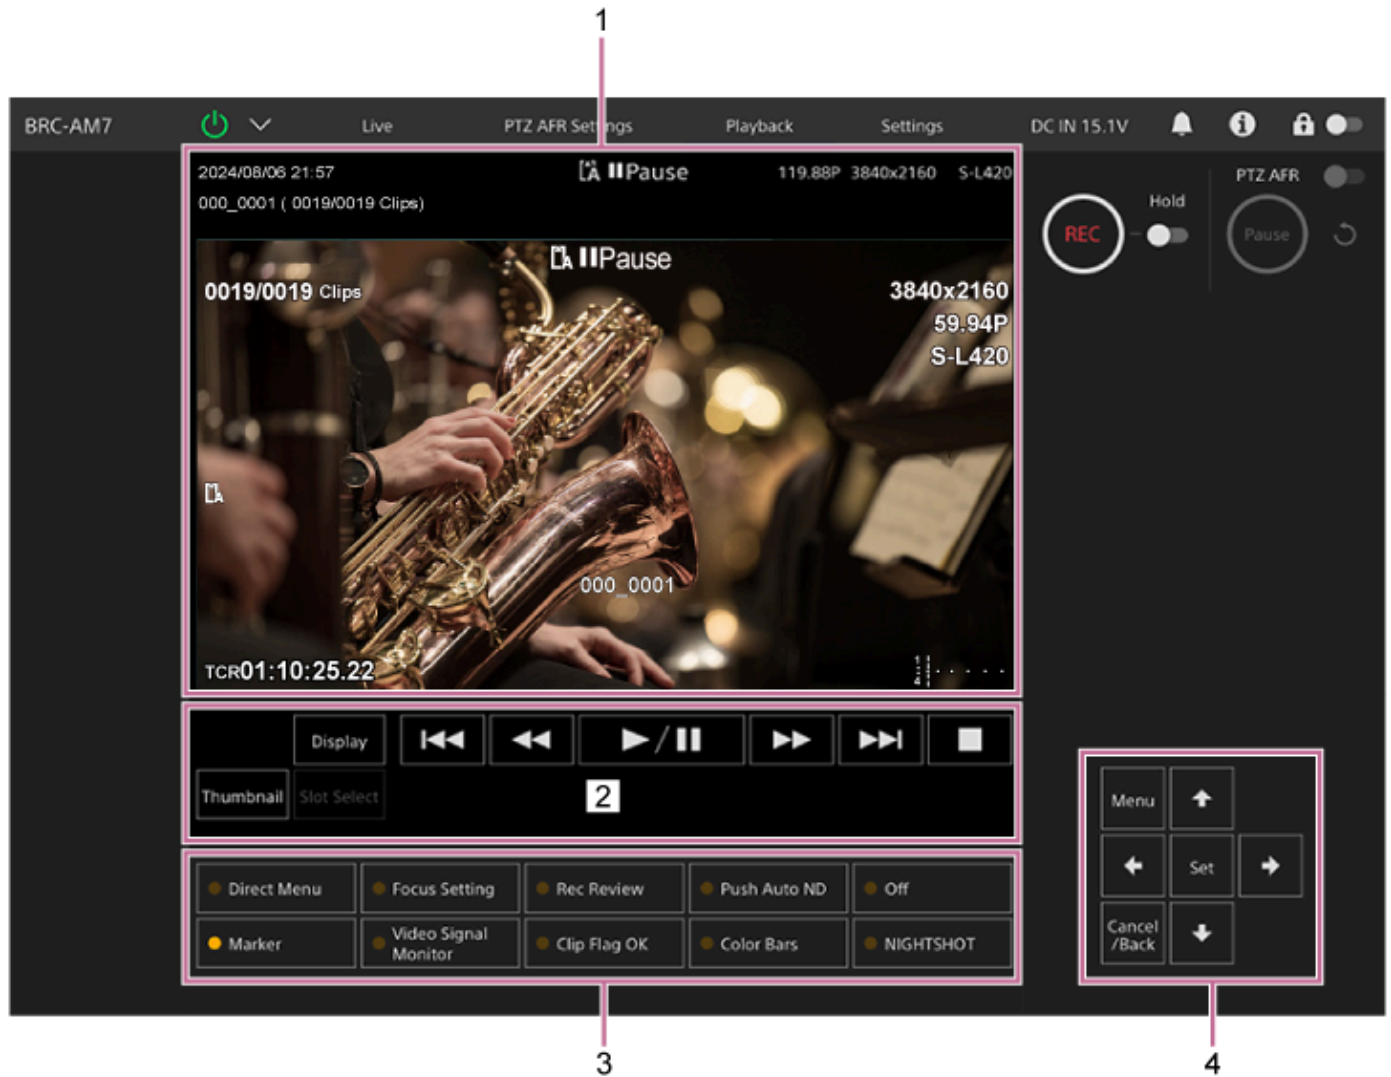 1
BRC-AM7 Live PTZ AFR Settings Playback Settings DC IN 15.1V
2024/08/06 21:57 A Pause 119.88P 3840x2160 S-L420
000_0001 ( 0019/0019 Clips)
PTZ AFR
Hold
REC
Pause
A Pause
0019/0019 Clips
3840x2160
59.94P
S-L420
A
000_0001
TCR01:10:25.22
Display
Thumbnail Slot Select
2
Direct Menu Focus Setting Rec Review Push Auto ND Off
Marker Video Signal Monitor Clip Flag OK Color Bars NIGHTSHOT
Menu
Set
Cancel
/Back
3
4